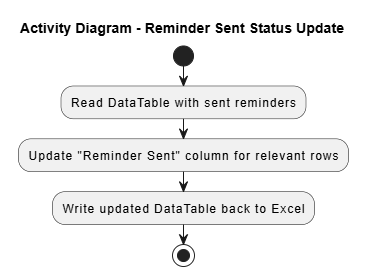 Activity Diagram - Reminder Sent Status Update
Read DataTable with sent reminders
Update "Reminder Sent" column for relevant rows
Write updated DataTable back to Excel